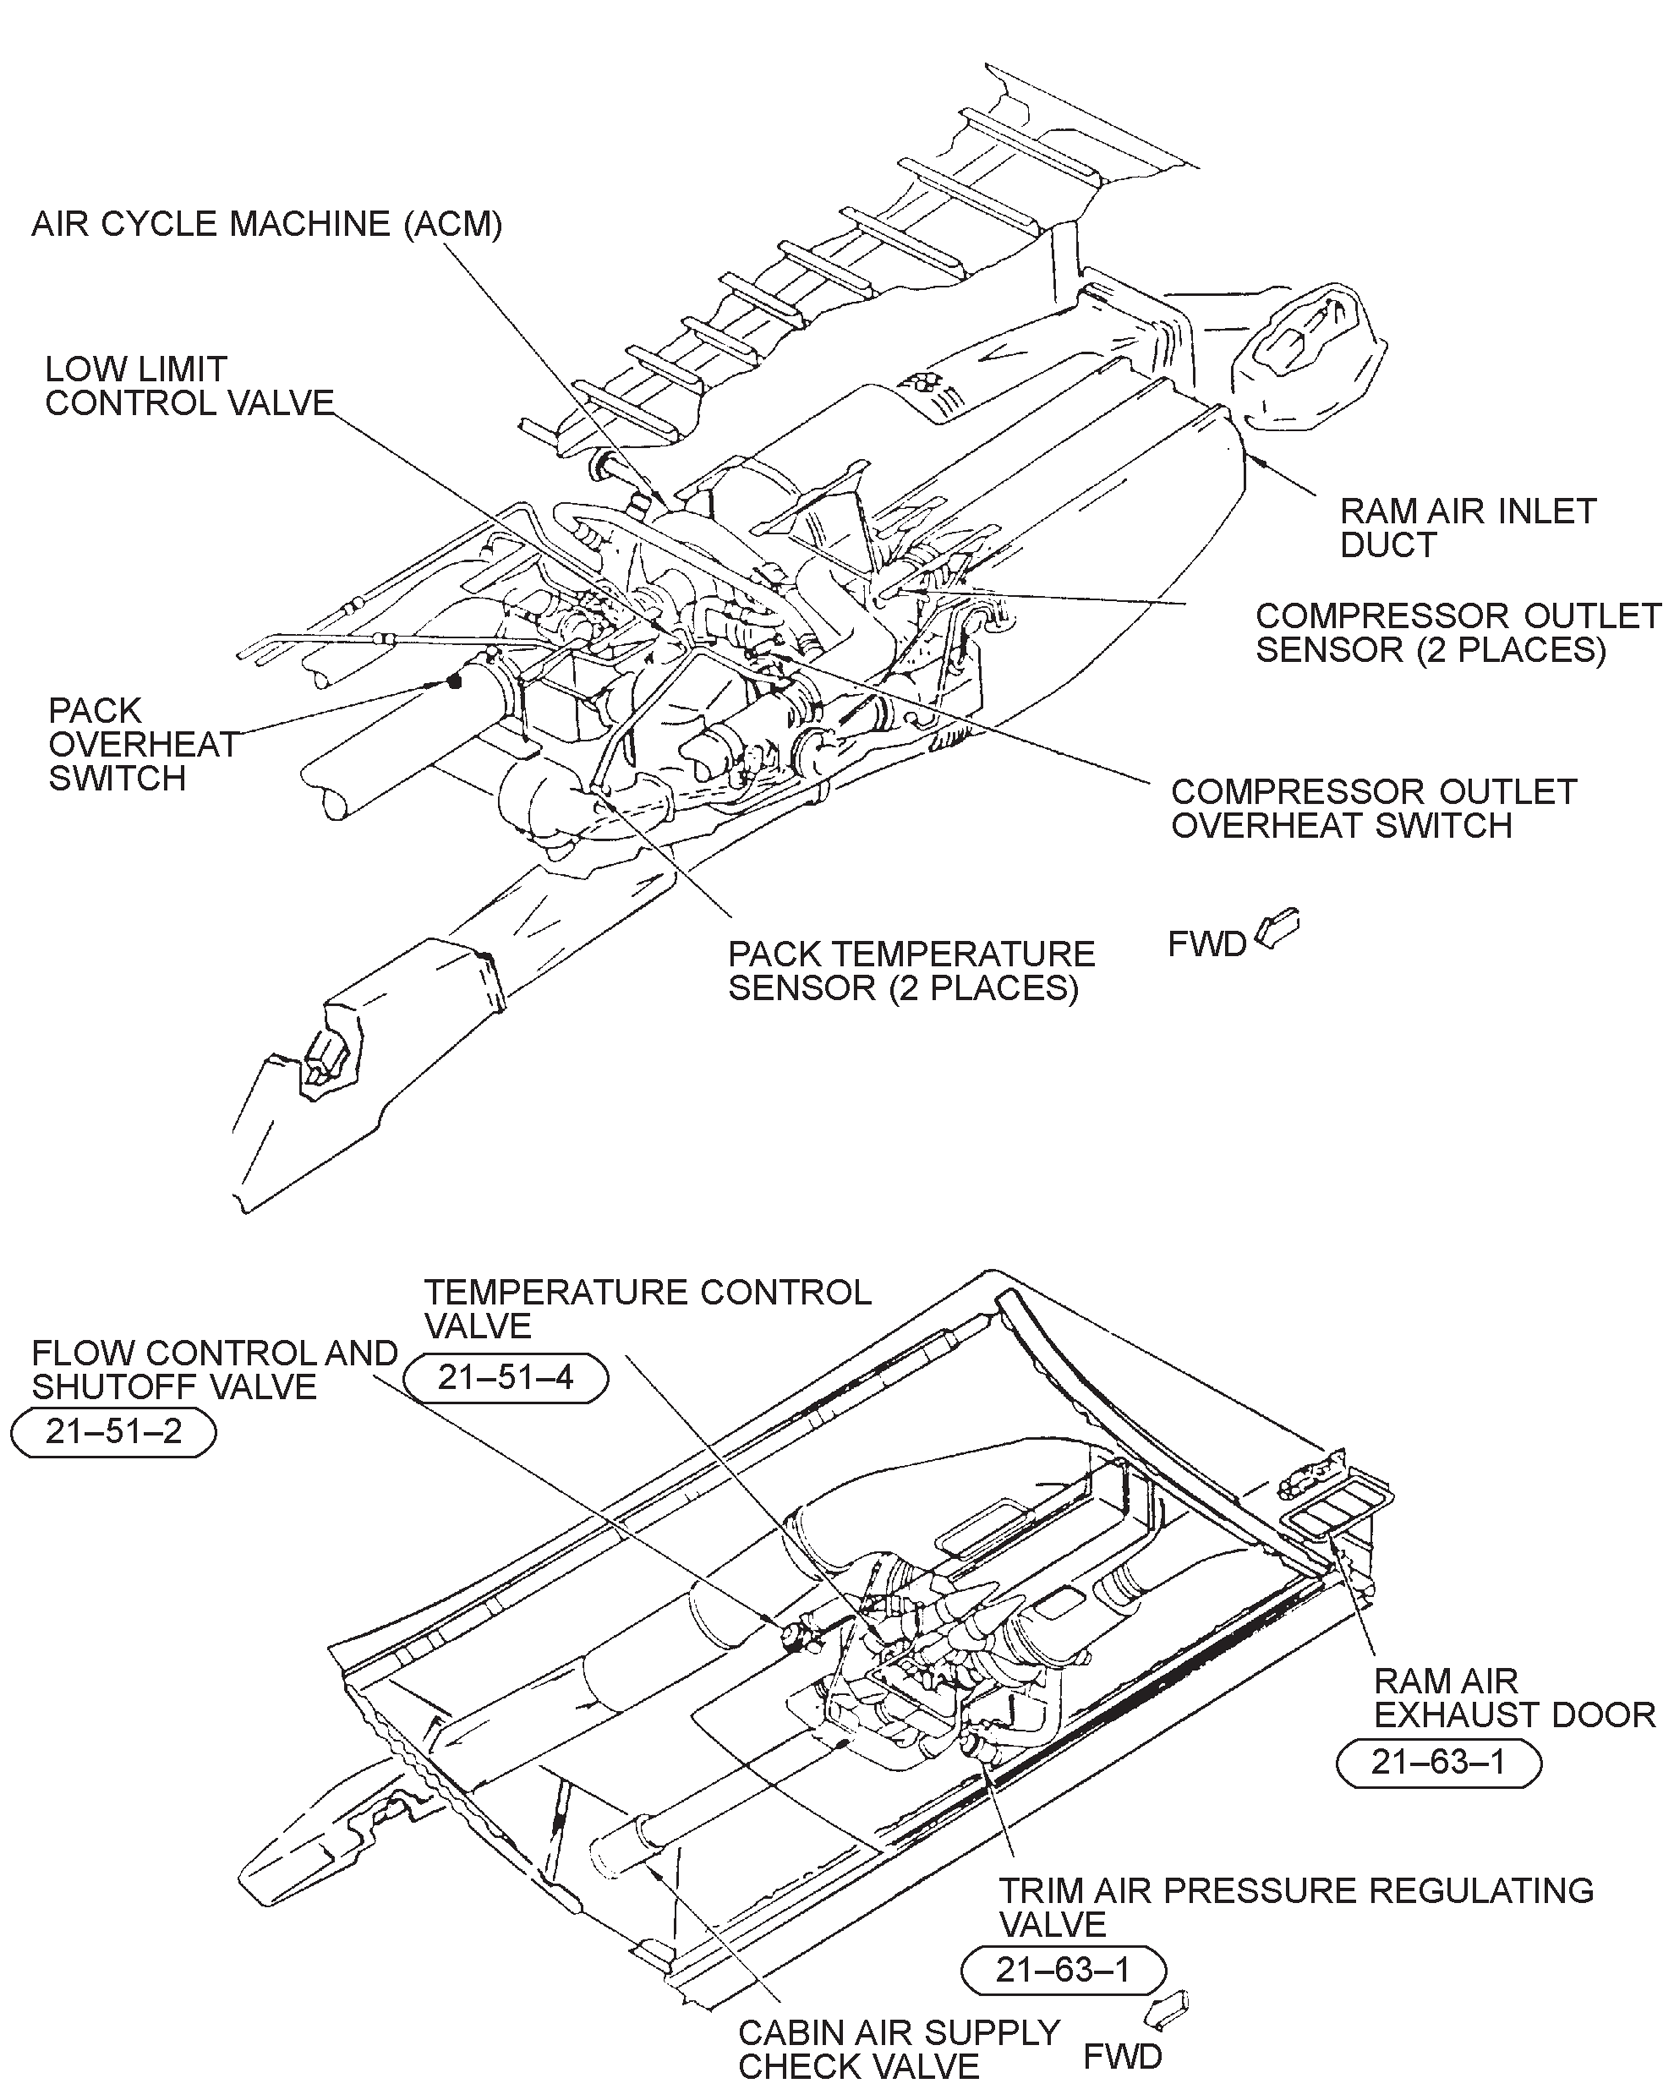 AIR CYCLE MACHINE (ACM)
LOW LIMIT
CONTROL VALVE
RAM AIR INLET
DUCT
COMPRESSOR OUTLET
SENSOR (2 PLACES)
PACK
OVERHEAT
SWITCH
COMPRESSOR OUTLET
OVERHEAT SWITCH
PACK TEMPERATURE
SENSOR (2 PLACES)
FWD
TEMPERATURE CONTROL
VALVE
21–51–4
FLOW CONTROL AND
SHUTOFF VALVE
21–51–2
RAM AIR
EXHAUST DOOR
21–63–1
TRIM AIR PRESSURE REGULATING
VALVE
21–63–1
CABIN AIR SUPPLY
CHECK VALVE
FWD